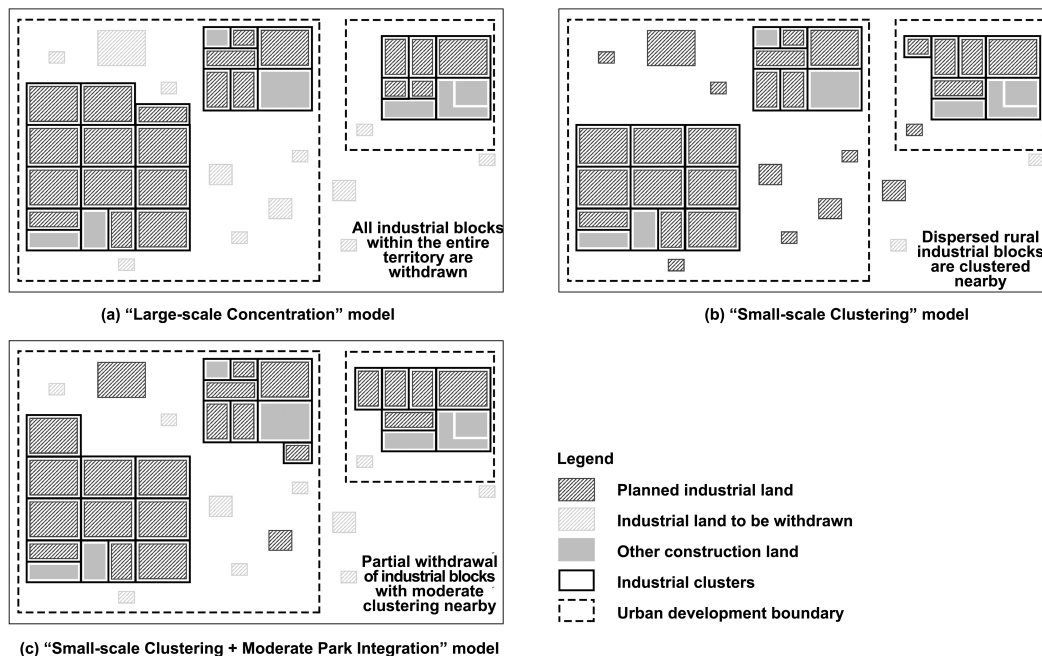 All industrial blocks
within the entire
territory are
withdrawn
(a) “Large-scale Concentration” model
Dispersed rural
industrial blocks
are clustered
nearby
(b) “Small-scale Clustering” model
Partial withdrawal
of industrial blocks
with moderate
clustering nearby
(c) “Small-scale Clustering + Moderate Park Integration” model
Legend
Planned industrial land
Industrial land to be withdrawn
Other construction land
Industrial clusters
Urban development boundary